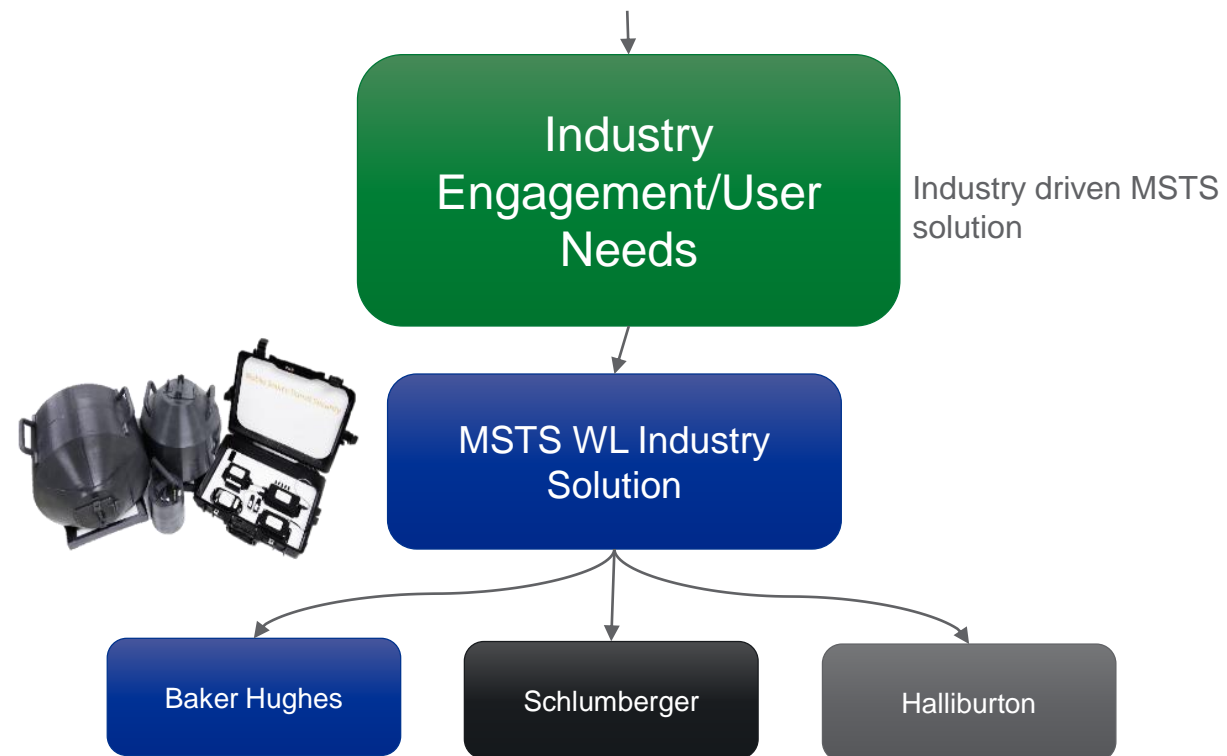 Industry
Engagement/User
Needs
Industry driven MSTS
solution
MSTS WL Industry
Solution
Baker Hughes
Schlumberger
Halliburton